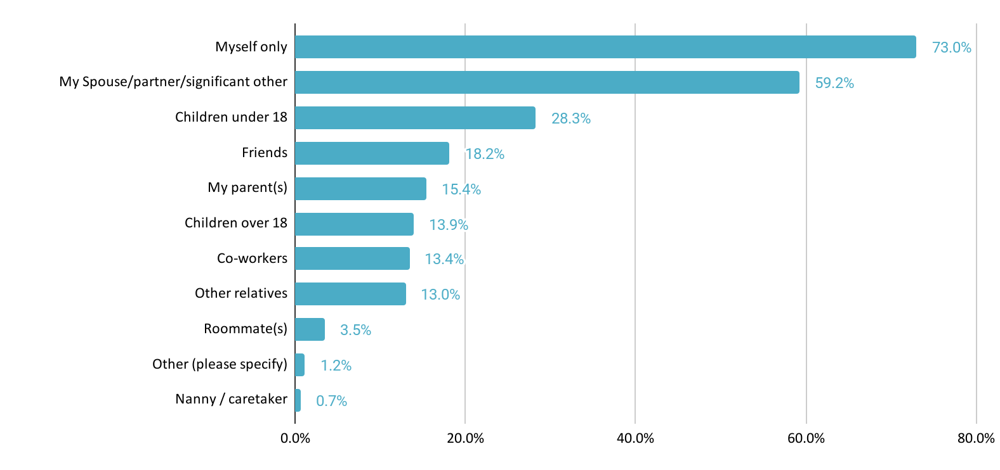 Myself only 73.0%
My Spouse/partner/significant other 59.2%
Children under 18 28.3%
Friends 18.2%
My parent(s) 15.4%
Children over 18 13.9%
Co-workers 13.4%
Other relatives 13.0%
Roommate(s) 3.5%
Other (please specify) 1.2%
Nanny / caretaker 0.7%
0.0% 20.0% 40.0% 60.0% 80.0%